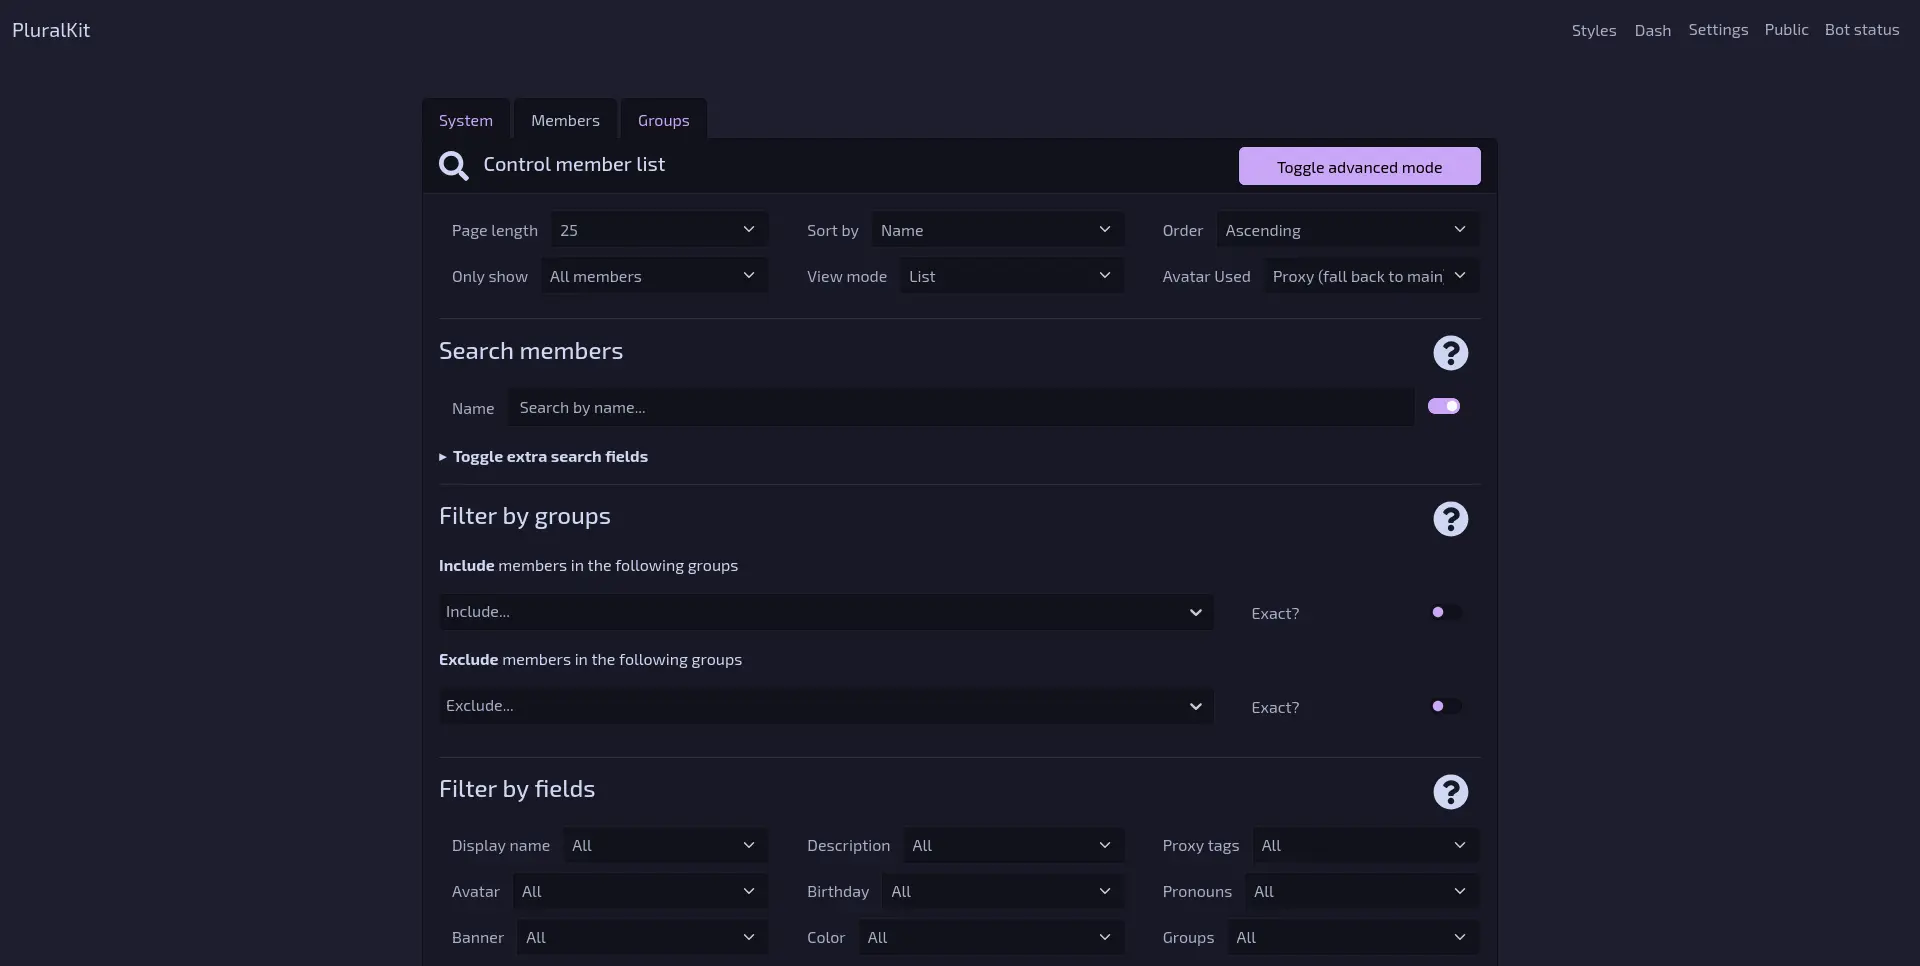 PluralKit
Styles Dash Settings Public Bot status
System Members Groups
Control member list Toggle advanced mode
Page length 25 Sort by Name Order Ascending
Only show All members View mode List Avatar Used Proxy (fall back to main)
Search members
Name Search by name...
Toggle extra search fields
Filter by groups
Include members in the following groups
Include... Exact?
Exclude members in the following groups
Exclude... Exact?
Filter by fields
Display name All Description All Proxy tags All
Avatar All Birthday All Pronouns All
Banner All Color All Groups All